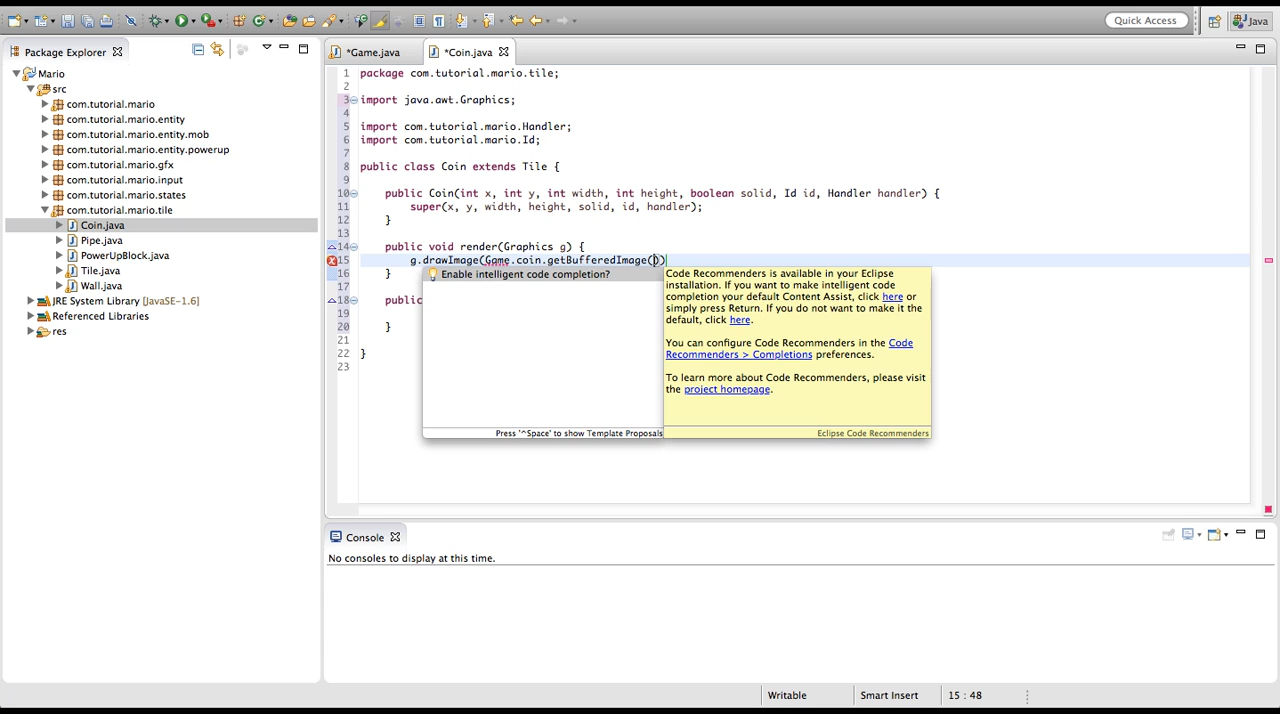 Quick Access
Java
Package Explorer
Mario
src
com.tutorial.mario
com.tutorial.mario.entity
com.tutorial.mario.entity.mob
com.tutorial.mario.entity.powerup
com.tutorial.mario.gfx
com.tutorial.mario.input
com.tutorial.mario.states
com.tutorial.mario.tile
Coin.java
Pipe.java
PowerUpBlock.java
Tile.java
Wall.java
JRE System Library [JavaSE-1.6]
Referenced Libraries
res
*Game.java
*Coin.java
1 package com.tutorial.mario.tile;
2
3 import java.awt.Graphics;
4
5 import com.tutorial.mario.Handler;
6 import com.tutorial.mario.Id;
7
8 public class Coin extends Tile {
9
10 public Coin(int x, int y, int width, int height, boolean solid, Id id, Handler handler) {
11 super(x, y, width, height, solid, id, handler);
12 }
13
14 public void render(Graphics g) {
15 g.drawImage(Game.coin.getBufferedImage())
16 }
17
18 public
19
20 }
21
22 }
23
Enable intelligent code completion?
Press '^Space' to show Template Proposals
Code Recommenders is available in your Eclipse
installation. If you want to make intelligent code
completion your default Content Assist, click here or
simply press Return. If you do not want to make it the
default, click here.
You can configure Code Recommenders in the Code
Recommenders > Completions preferences.
To learn more about Code Recommenders, please visit
the project homepage.
Eclipse Code Recommenders
Console
No consoles to display at this time.
Writable
Smart Insert
15 : 48